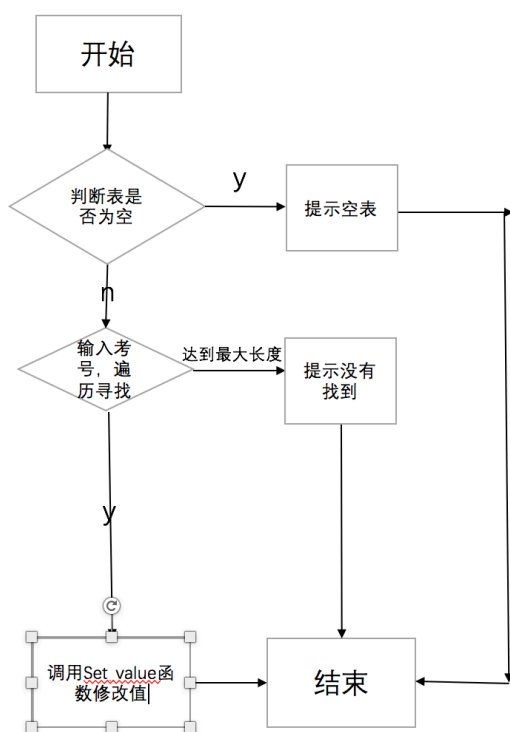 开始
判断表是
否为空
y
提示空表
n
输入考
号，遍
历寻找
达到最大长度
提示没有
找到
y
调用Set_value函
数修改值
结束